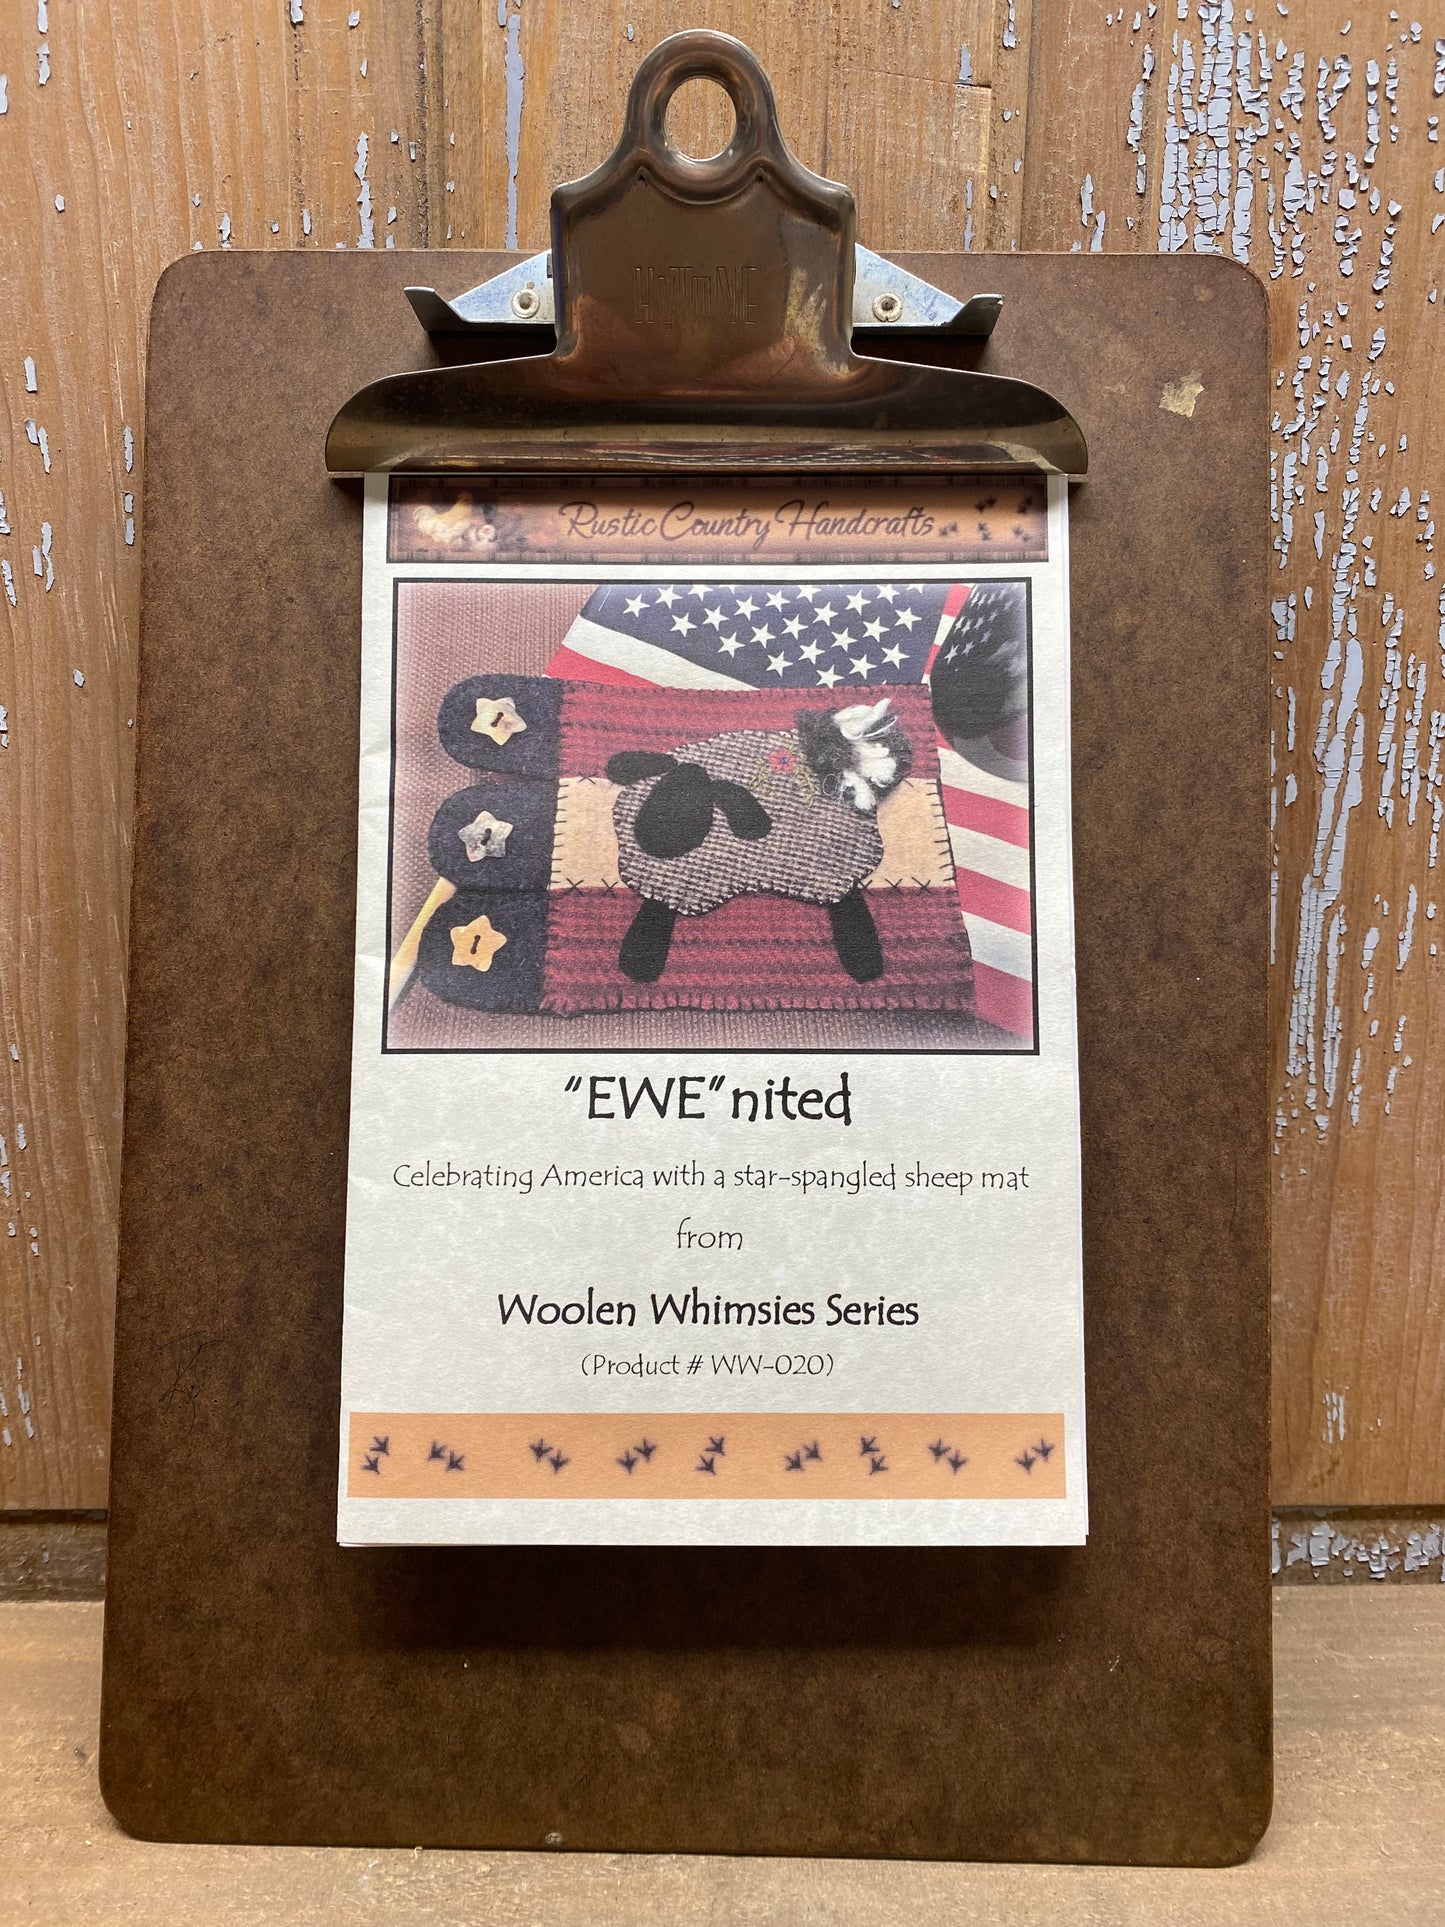 Rustic Country Handcrafts
"EWE"nited
Celebrating America with a star-spangled sheep mat
from
Woolen Whimsies Series
(Product # WW-020)